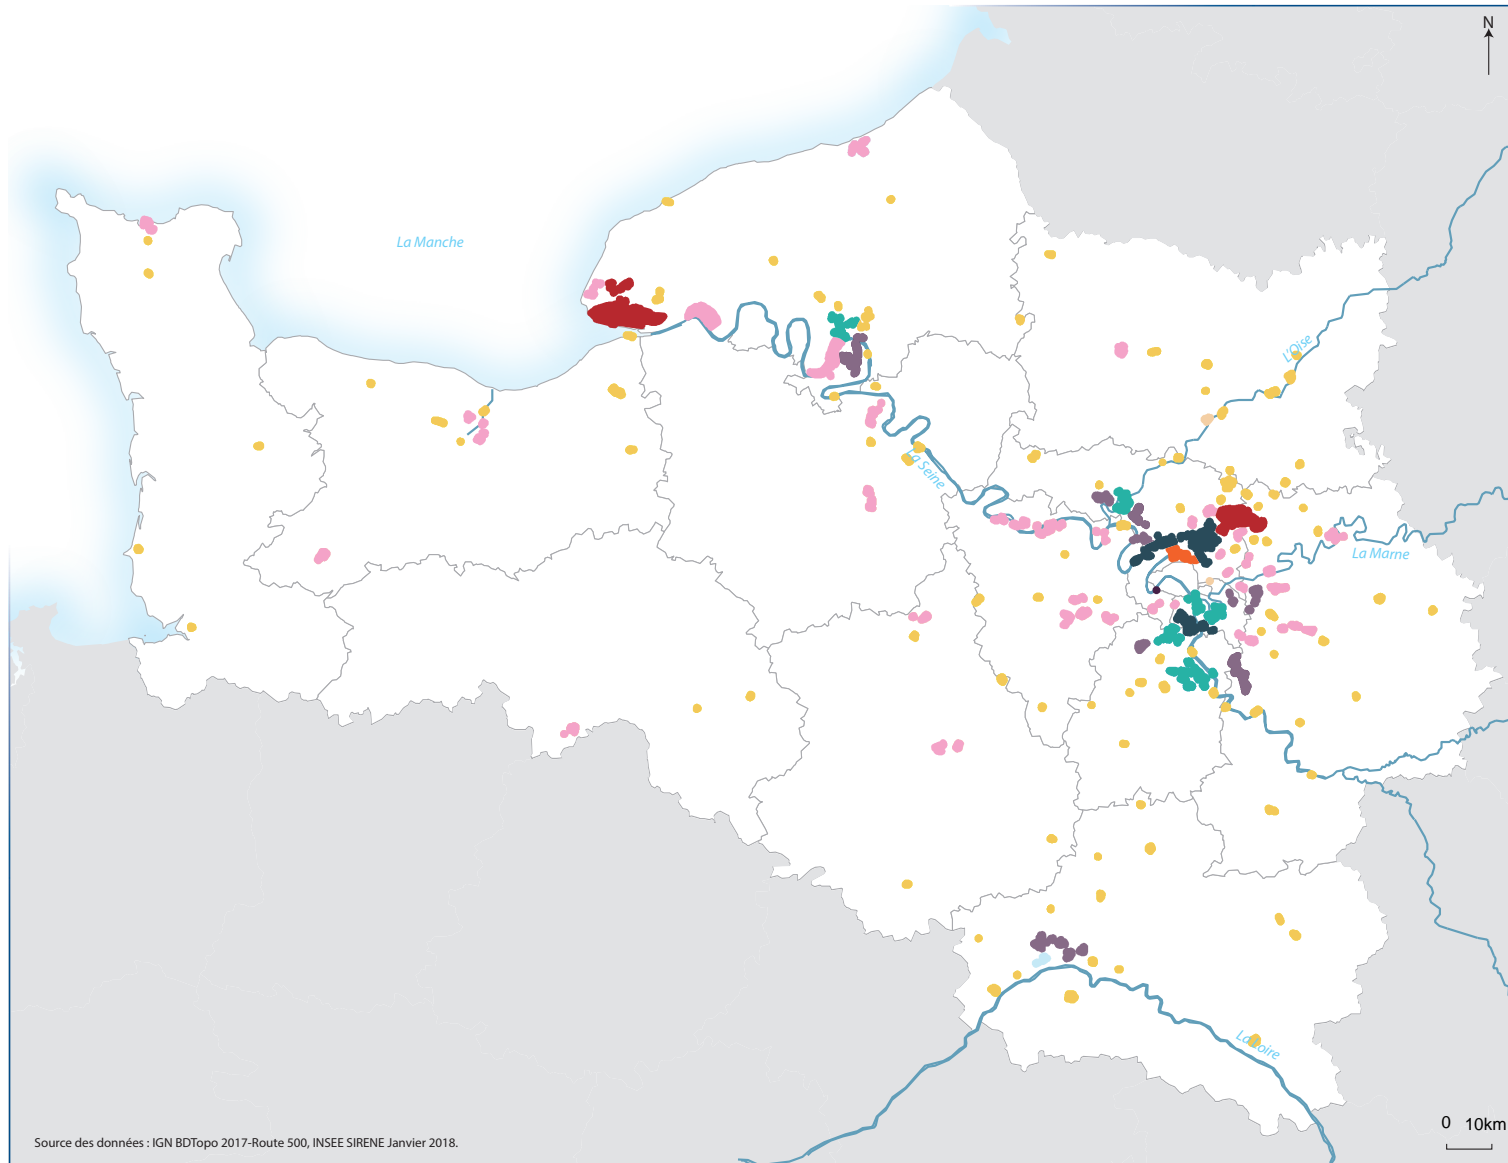 N
La Manche
L'Oise
La Seine
La Marne
La Loire
0 10km
Source des données : IGN BDTopo 2017-Route 500, INSEE SIRENE Janvier 2018.